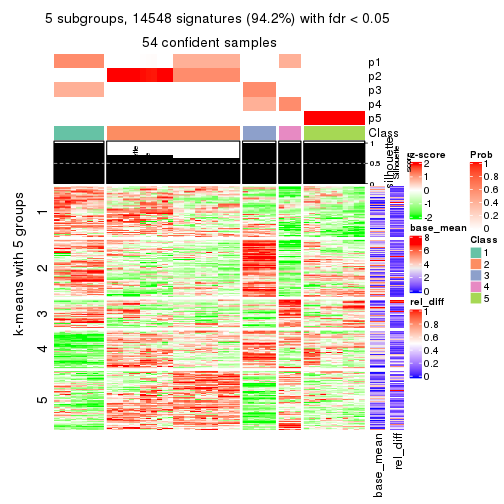 5 subgroups, 14548 signatures (94.2%) with fdr < 0.05
54 confident samples
p1
p2
p3
p4
p5
Class
1
0.5
0
silhouette
Silhouette
k-means with 5 groups
1
2
3
4
5
base_mean
rel_diff
z-score
2
1
0
-1
-2
base_mean
8
6
4
2
0
rel_diff
1
0.8
0.6
0.4
0.2
0
Prob
1
0.8
0.6
0.4
0.2
0
Class
1
2
3
4
5